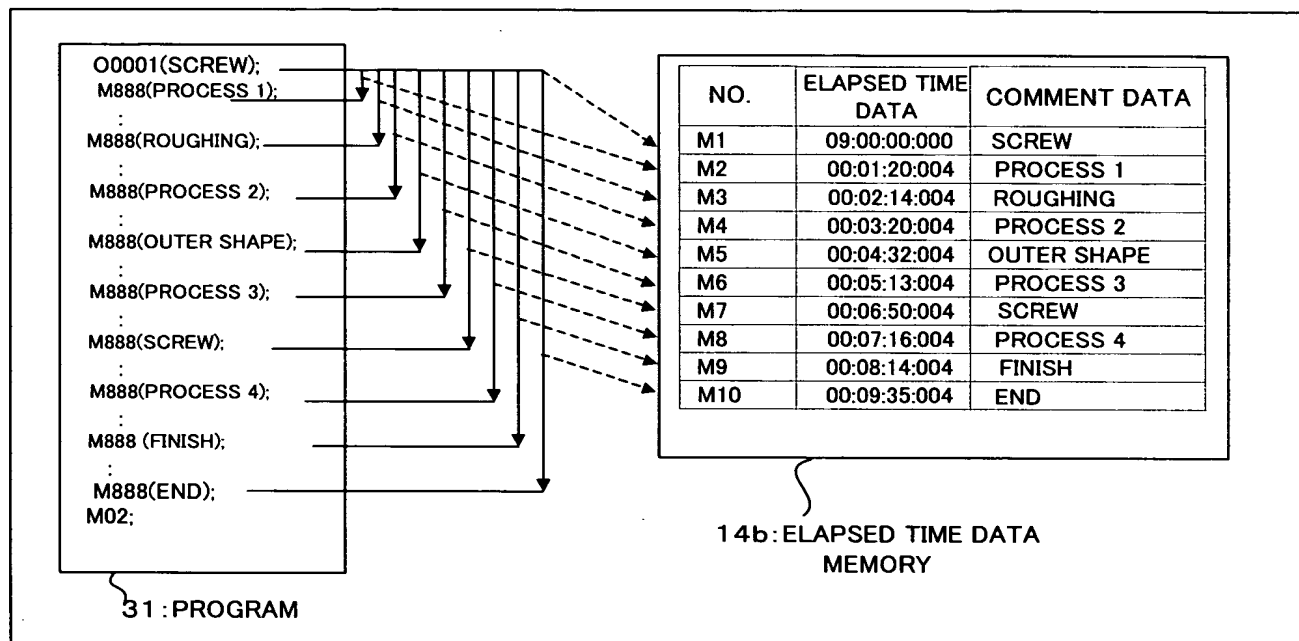 O0001(SCREW);
M888(PROCESS 1);
:
M888(ROUGHING);
:
M888(PROCESS 2);
:
M888(OUTER SHAPE);
:
M888(PROCESS 3);
:
M888(SCREW);
:
M888(PROCESS 4);
:
M888 (FINISH);
:
M888(END);
M02;
31:PROGRAM
NO. ELAPSED TIME DATA COMMENT DATA
M1 09:00:00:000 SCREW
M2 00:01:20:004 PROCESS 1
M3 00:02:14:004 ROUGHING
M4 00:03:20:004 PROCESS 2
M5 00:04:32:004 OUTER SHAPE
M6 00:05:13:004 PROCESS 3
M7 00:06:50:004 SCREW
M8 00:07:16:004 PROCESS 4
M9 00:08:14:004 FINISH
M10 00:09:35:004 END
14b:ELAPSED TIME DATA
MEMORY